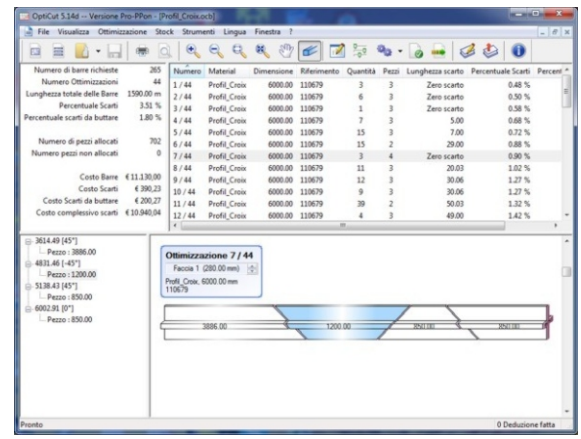 OptiCut 5.14d -- Versione Pro-PPon - [Profil_Croix.ocb]
File Visualizza Ottimizzazione Stock Strumenti Lingua Finestra ?
Numero di barre richieste 265
Numero Ottimizzazioni 44
Lunghezza totale delle Barre 1590.00 m
Percentuale Scarti 3.51 %
Percentuale scarti da buttare 1.80 %
Numero di pezzi allocati 702
Numero pezzi non allocati 0
Costo Barre € 11.130,00
Costo Scarti € 390,23
Costo Scarti da buttare € 200,27
Costo complessivo scarti € 10.940,04
Numero Material Dimensione Riferimento Quantità Pezzi Lunghezza scarto Percentuale Scarti Percent
1 / 44 Profil_Croix 6000.00 110679 3 3 Zero scarto 0.48 %
2 / 44 Profil_Croix 6000.00 110679 6 3 Zero scarto 0.50 %
3 / 44 Profil_Croix 6000.00 110679 1 3 Zero scarto 0.58 %
4 / 44 Profil_Croix 6000.00 110679 7 3 5.00 0.68 %
5 / 44 Profil_Croix 6000.00 110679 15 3 7.00 0.72 %
6 / 44 Profil_Croix 6000.00 110679 15 2 29.00 0.88 %
7 / 44 Profil_Croix 6000.00 110679 3 4 Zero scarto 0.90 %
8 / 44 Profil_Croix 6000.00 110679 11 3 20.03 1.02 %
9 / 44 Profil_Croix 6000.00 110679 12 3 30.06 1.27 %
10 / 44 Profil_Croix 6000.00 110679 9 3 30.06 1.27 %
11 / 44 Profil_Croix 6000.00 110679 39 2 50.03 1.32 %
12 / 44 Profil_Croix 6000.00 110679 4 3 49.00 1.42 %
3614.49 [45°]
Pezzo : 3886.00
4831.46 [-45°]
Pezzo : 1200.00
5138.43 [45°]
Pezzo : 850.00
6002.91 [0°]
Pezzo : 850.00
Ottimizzazione 7 / 44
Faccia 1 (280.00 mm)
Profil_Croix, 6000.00 mm
110679
3886.00 1200.00 850.00 850.00
Pronto 0 Deduzione fatta